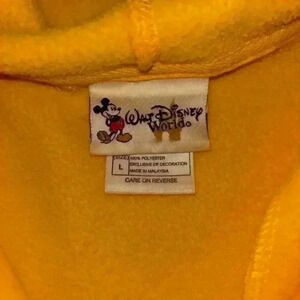 Walt Disney
World®
SIZE
L
100% POLYESTER
EXCLUSIVE OF DECORATION
MADE IN MALAYSIA
CARE ON REVERSE